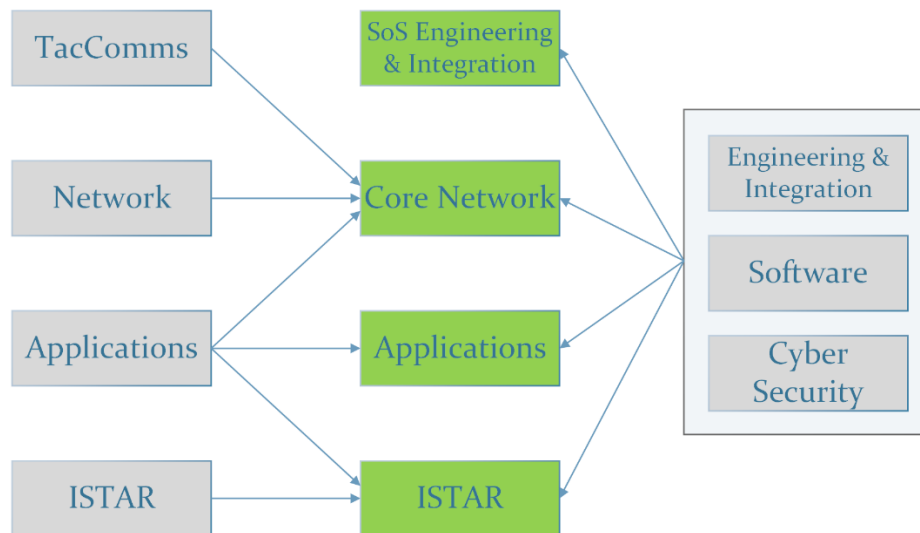 TacComms
SoS Engineering
& Integration
Network
Core Network
Engineering &
Integration
Software
Applications
Applications
Cyber
Security
ISTAR
ISTAR